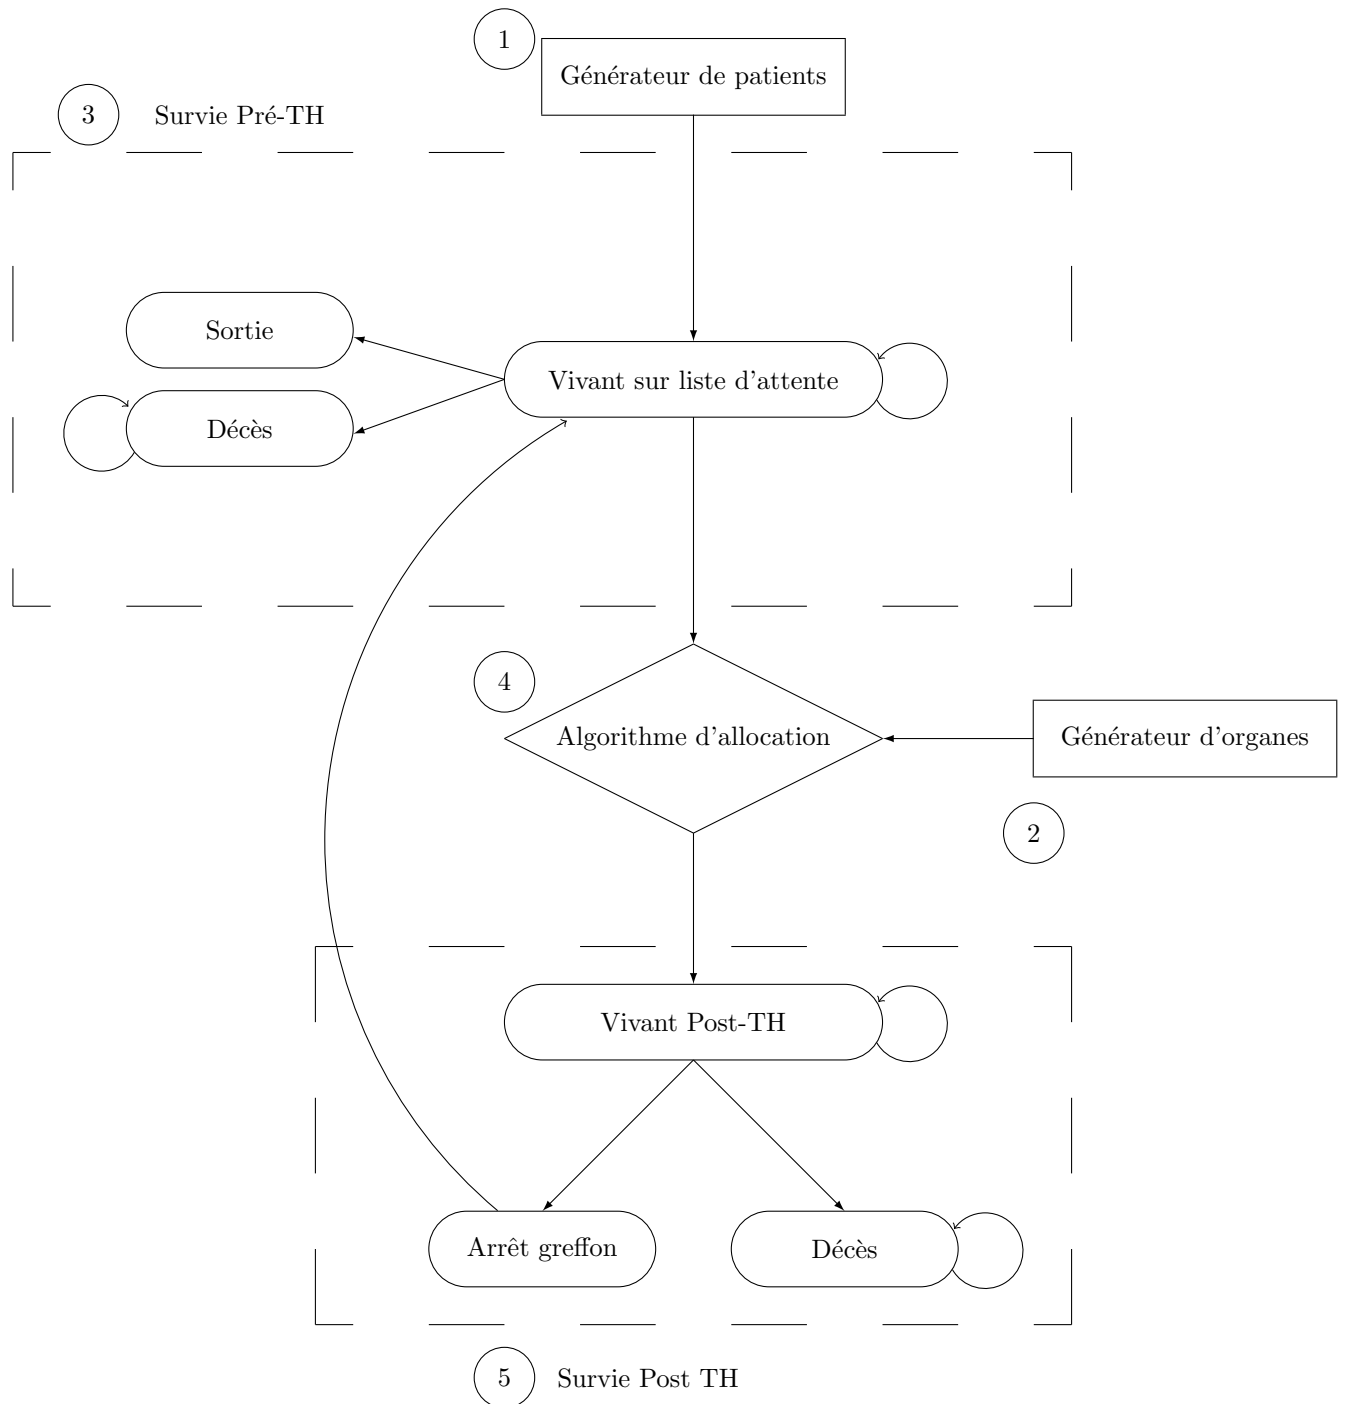 1
Générateur de patients
3
Survie Pré-TH
Sortie
Vivant sur liste d'attente
Décès
4
Algorithme d'allocation
Générateur d'organes
2
Vivant Post-TH
Arrêt greffon
Décès
5
Survie Post TH